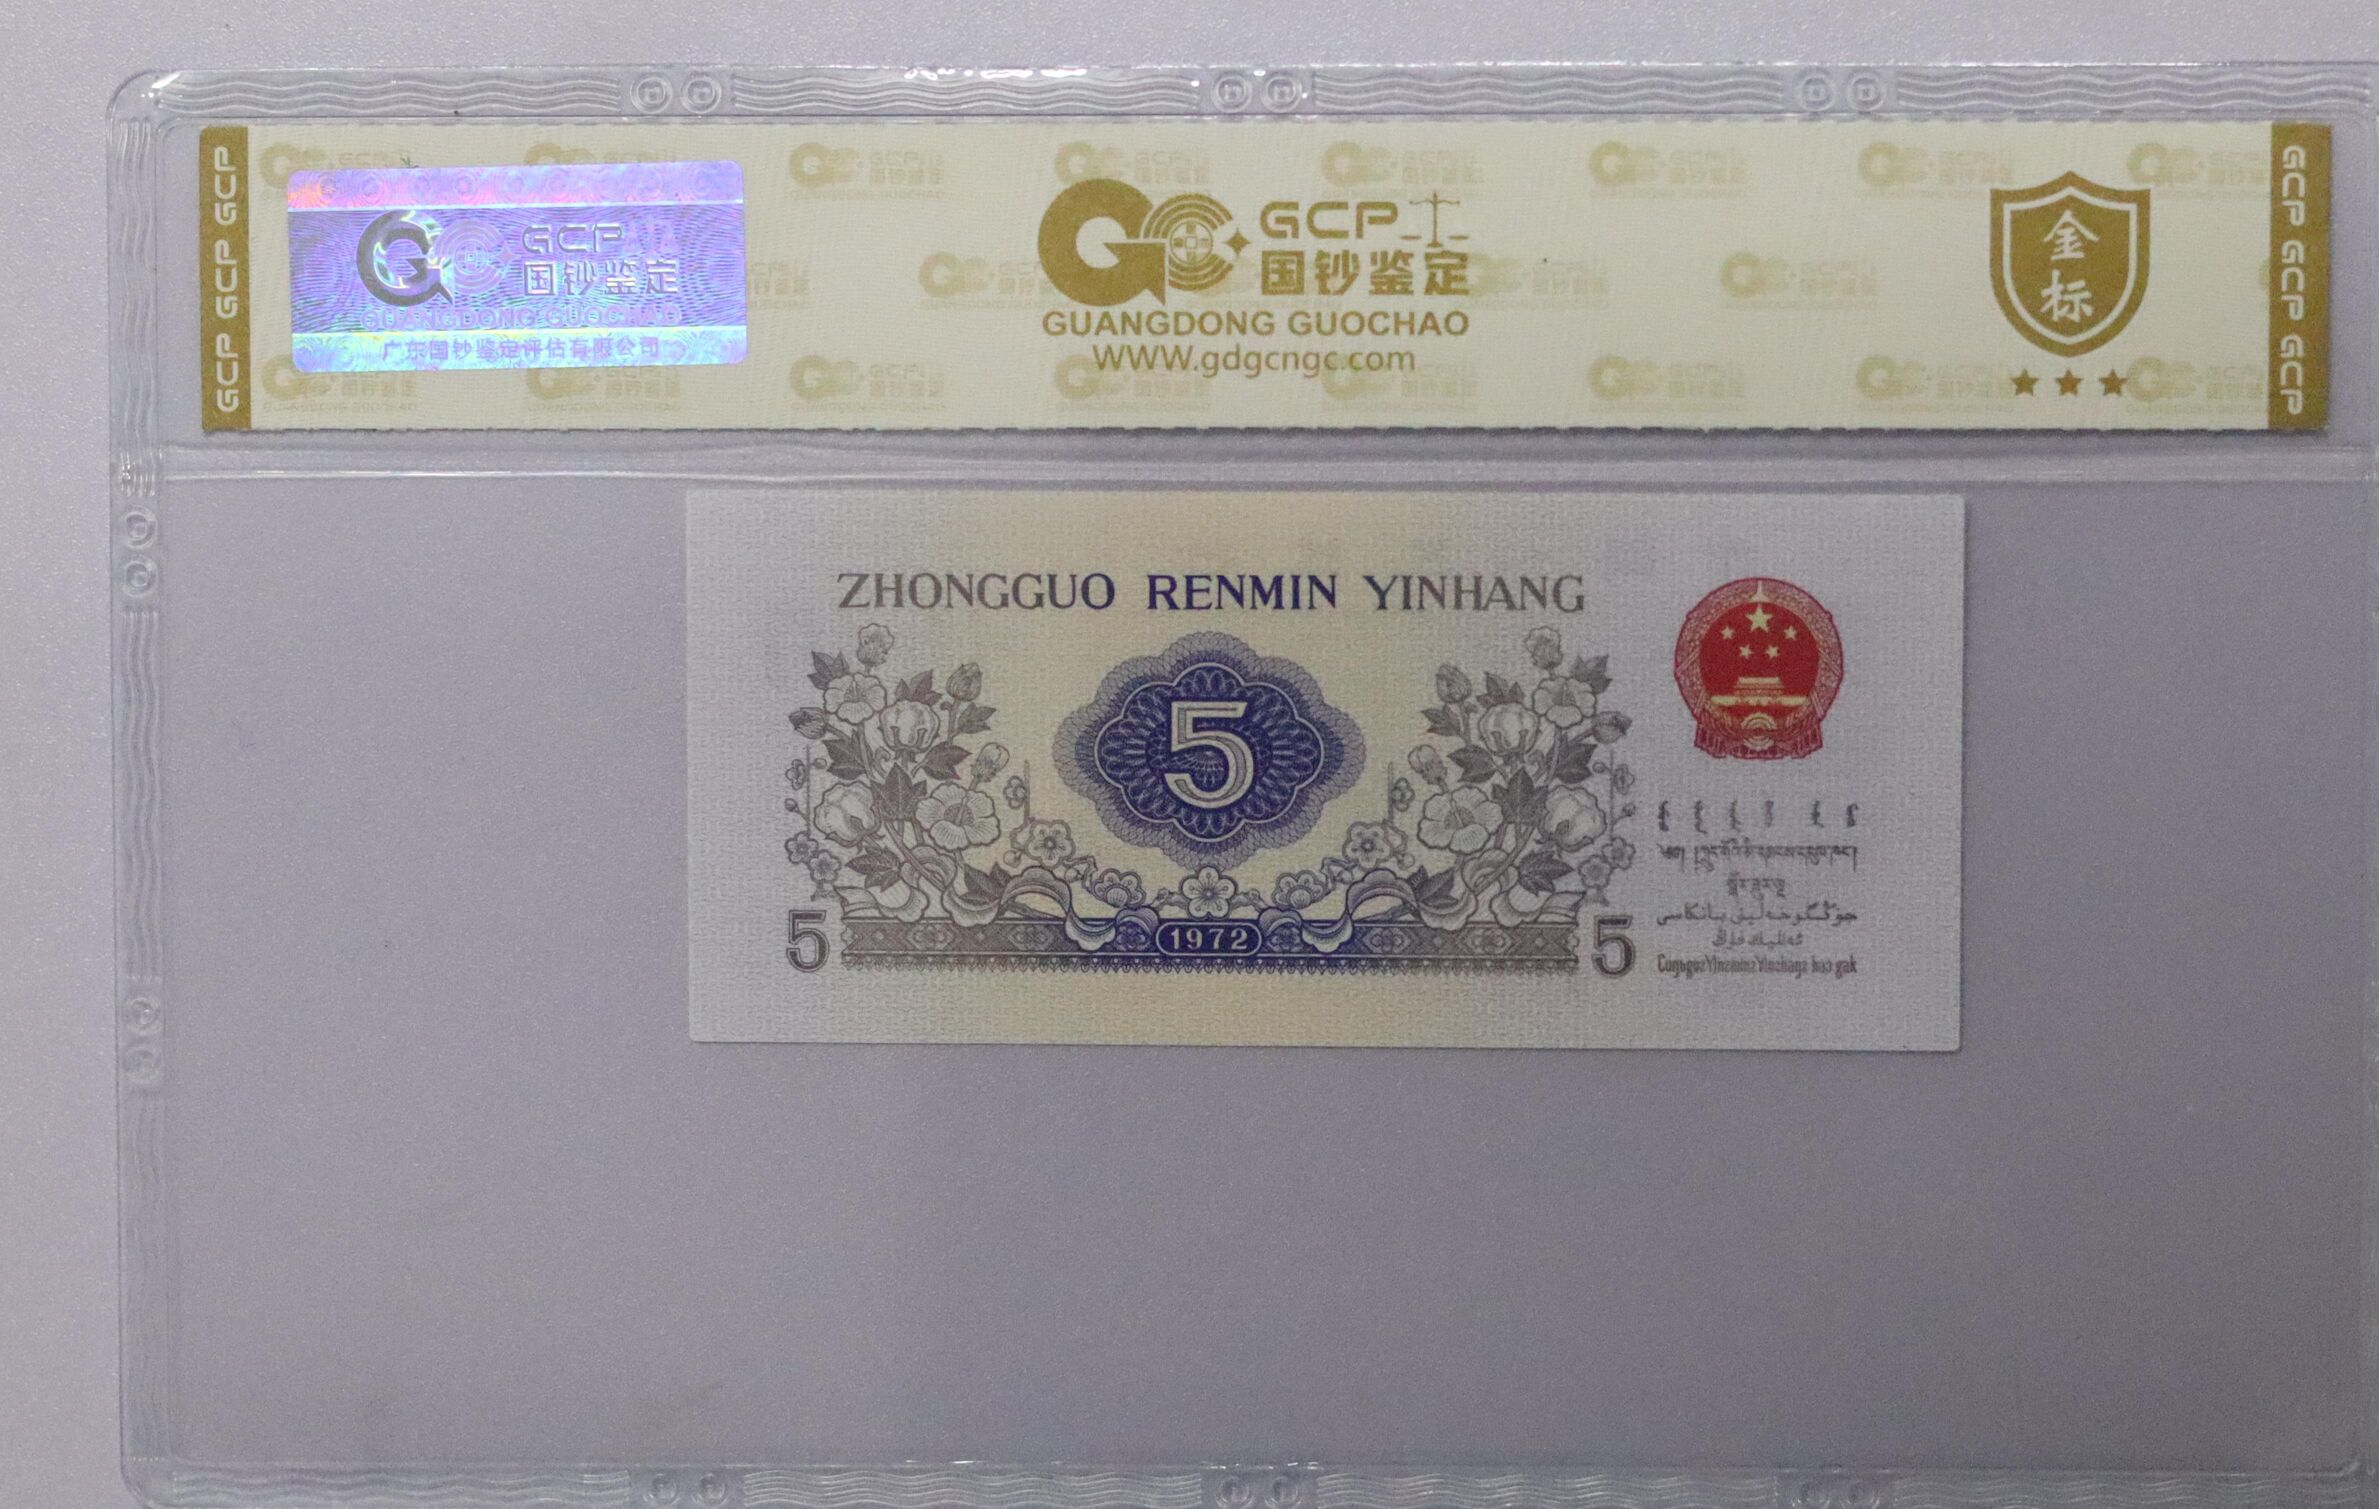 GCP GCP GCP
GCP
国钞鉴定
GUANGDONG GUOCHAO
广东国钞鉴定评估有限公司
GCP
国钞鉴定
GUANGDONG GUOCHAO
WWW.gdgcngc.com
金标
GCP GCP GCP
ZHONGGUO RENMIN YINHANG
5
5
1972
5